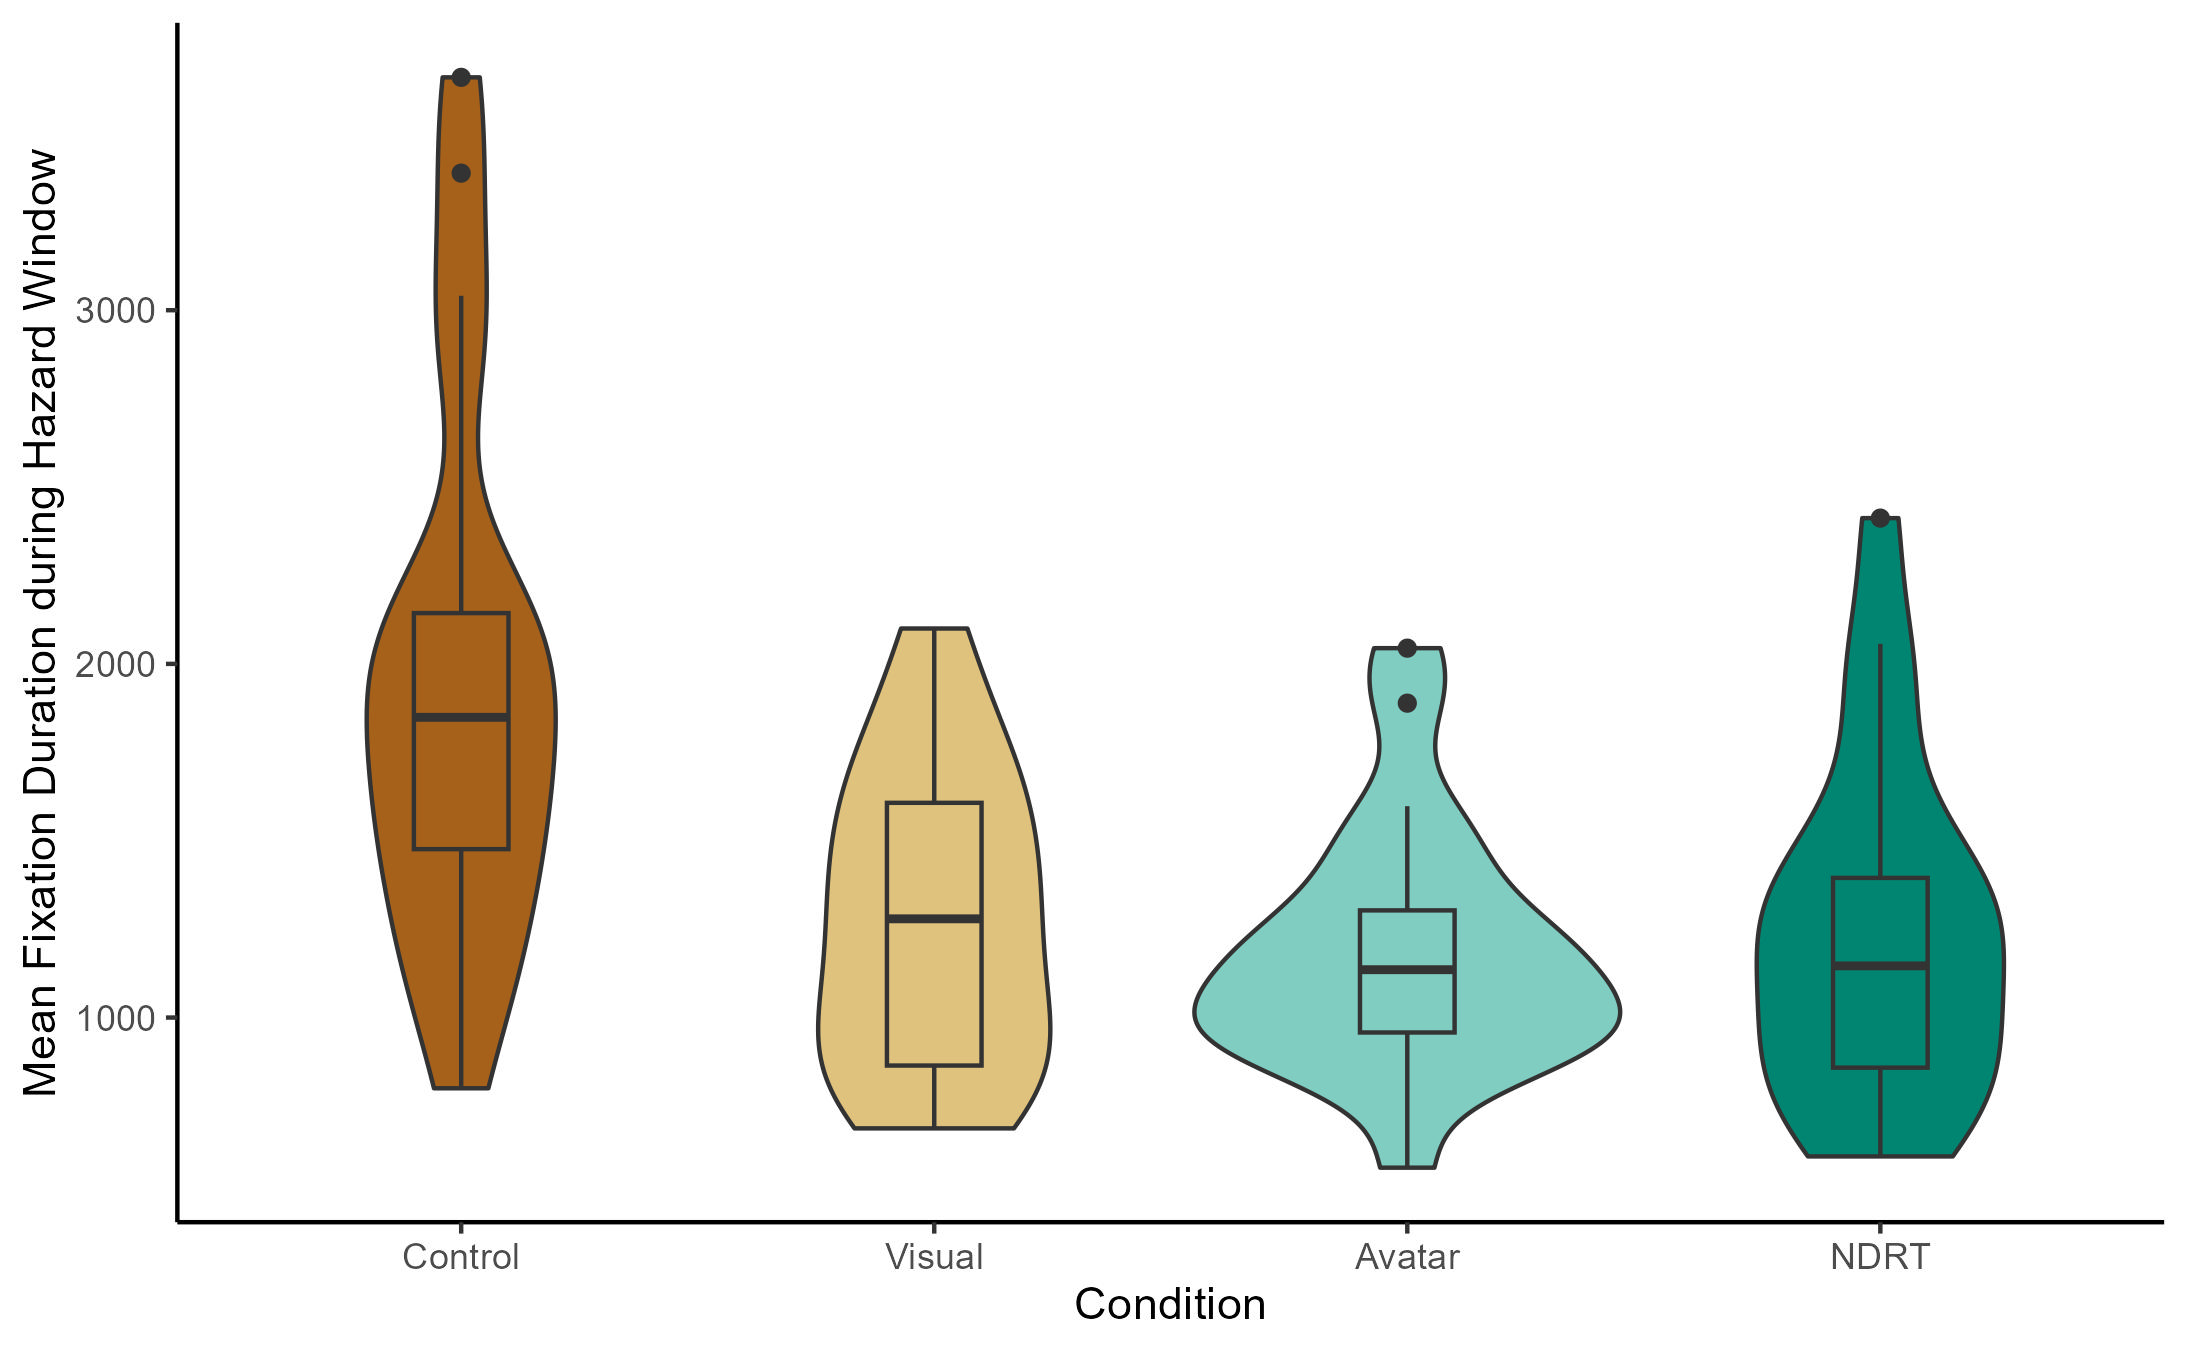 Mean Fixation Duration during Hazard Window
3000
2000
1000
Control
Visual
Avatar
NDRT
Condition